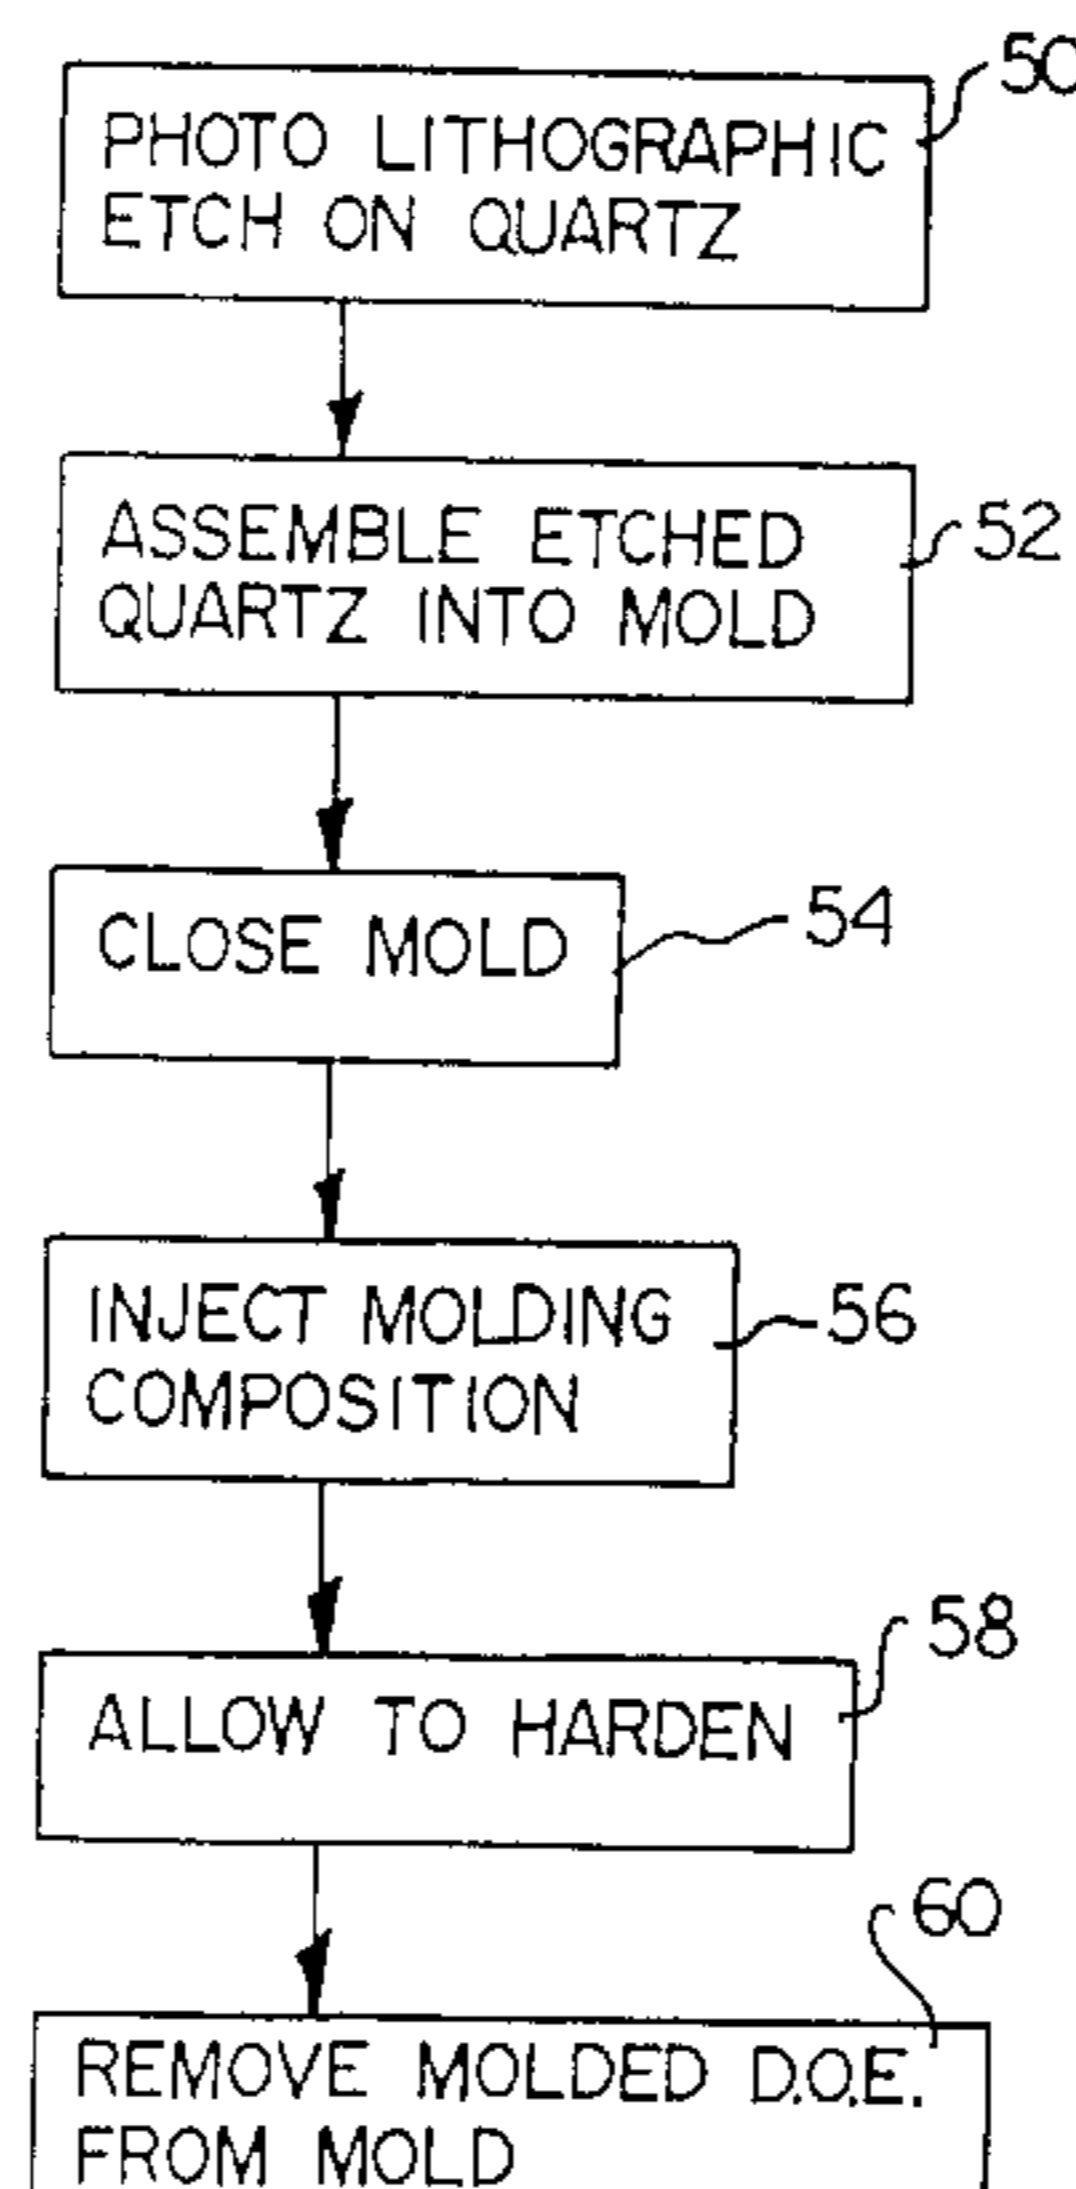 50
PHOTO LITHOGRAPHIC
ETCH ON QUARTZ
52
ASSEMBLE ETCHED
QUARTZ INTO MOLD
54
CLOSE MOLD
56
INJECT MOLDING
COMPOSITION
58
ALLOW TO HARDEN
60
REMOVE MOLDED D.O.E.
FROM MOLD